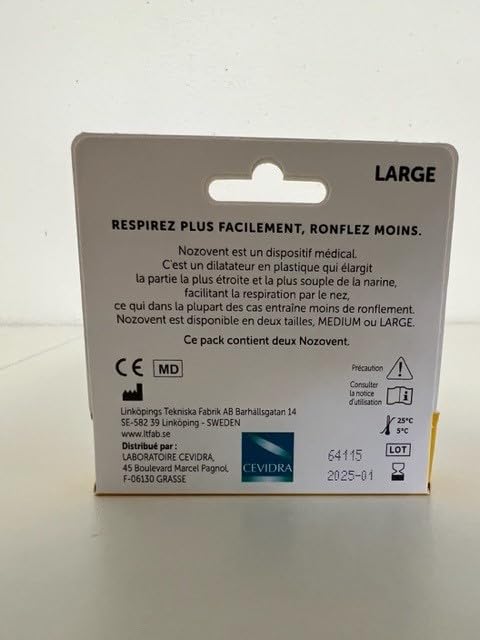 LARGE
RESPIREZ PLUS FACILEMENT, RONFLEZ MOINS.
Nozovent est un dispositif médical.
C'est un dilatateur en plastique qui élargit
la partie la plus étroite et la plus souple de la narine,
facilitant la respiration par le nez,
ce qui dans la plupart des cas entraîne moins de ronflement.
Nozovent est disponible en deux tailles, MEDIUM ou LARGE.
Ce pack contient deux Nozovent.
CE MD
Précaution
Consulter
la notice
d'utilisation
Linköpings Tekniska Fabrik AB Barhällsgatan 14
SE-582 39 Linköping - SWEDEN
www.ltfab.se
Distribué par :
LABORATOIRE CEVIDRA,
45 Boulevard Marcel Pagnol,
F-06130 GRASSE
CEVIDRA
25°C
5°C
64115 LOT
2025-01